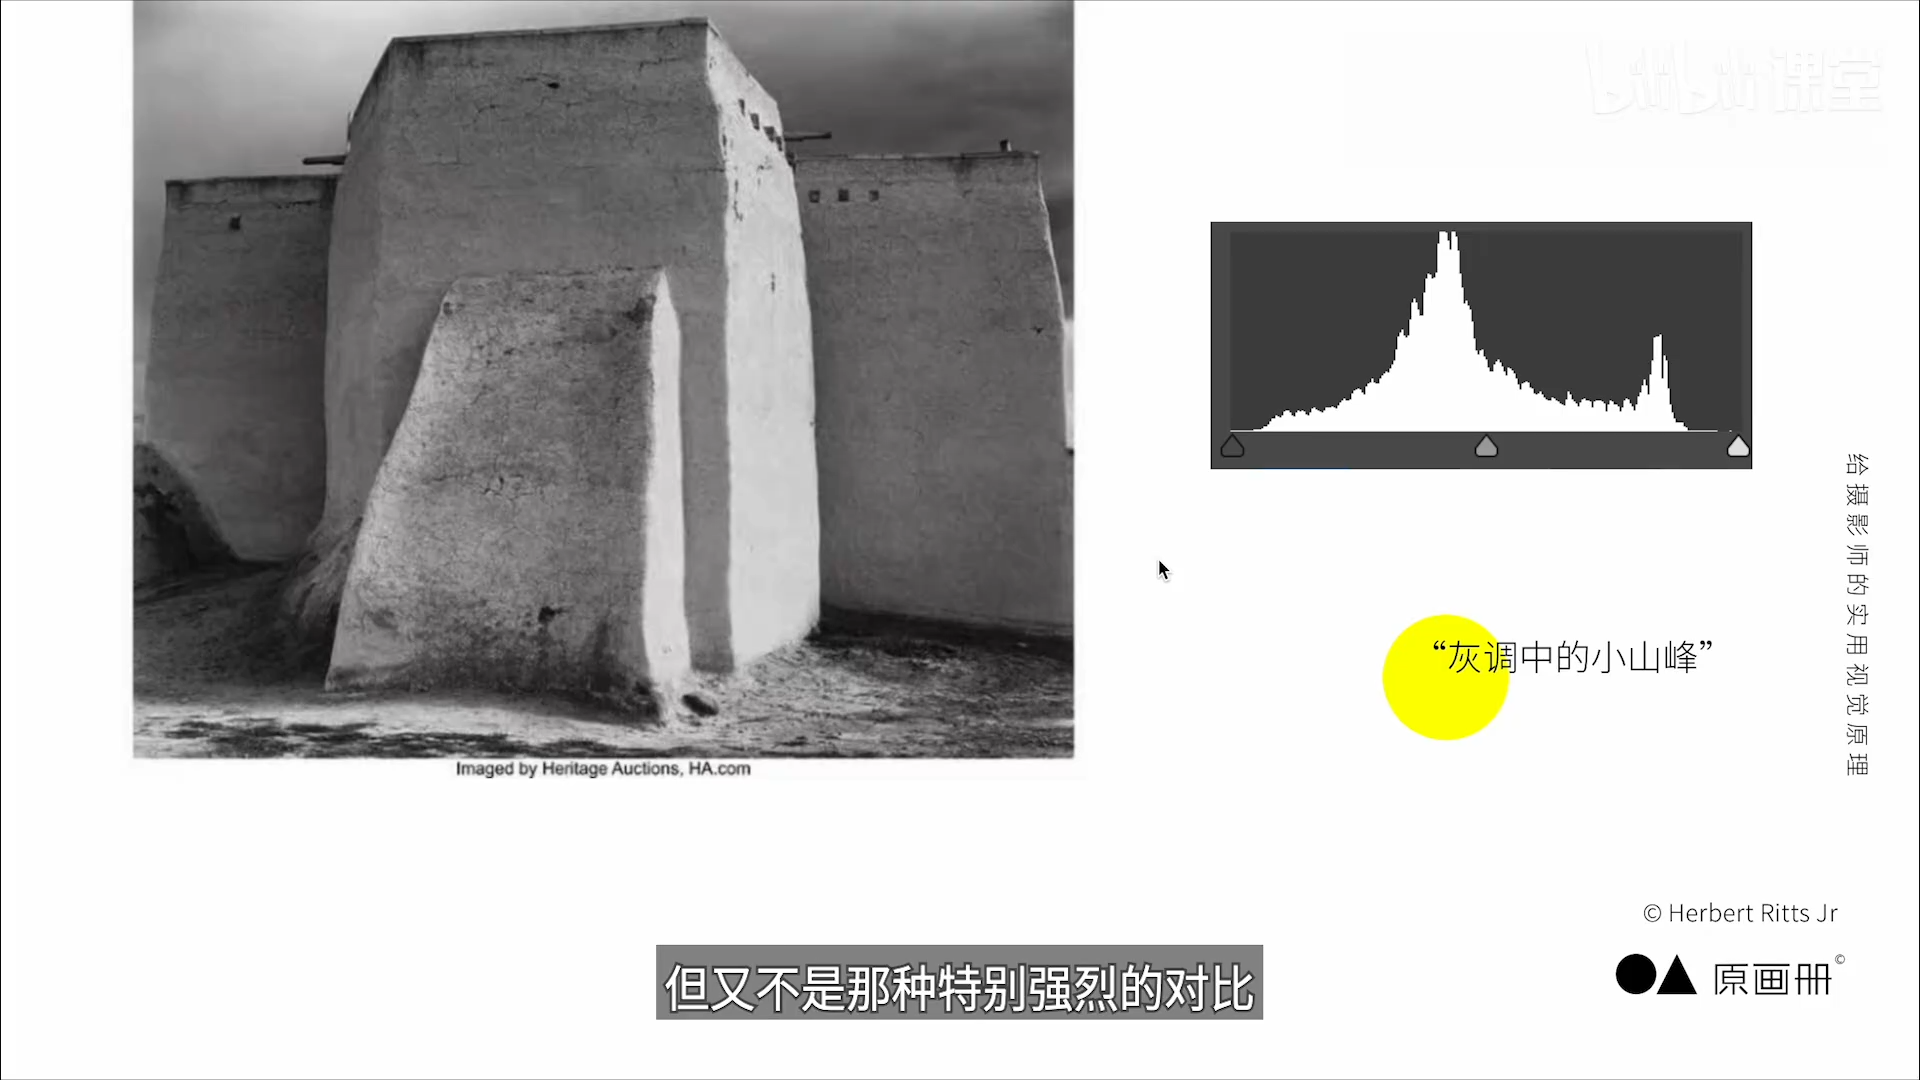 bilibili课堂
给摄影师的实用视觉原理
“灰调中的小山峰”
Imaged by Heritage Auctions, HA.com
© Herbert Ritts Jr
原画册©
但又不是那种特别强烈的对比